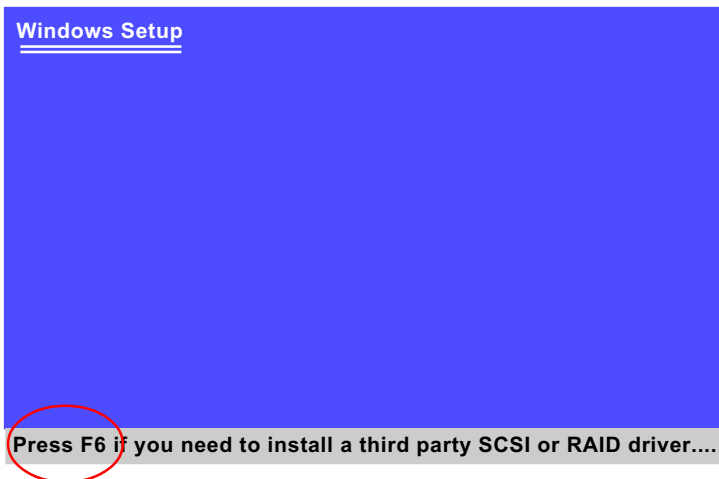 Windows Setup
Press F6 if you need to install a third party SCSI or RAID driver....